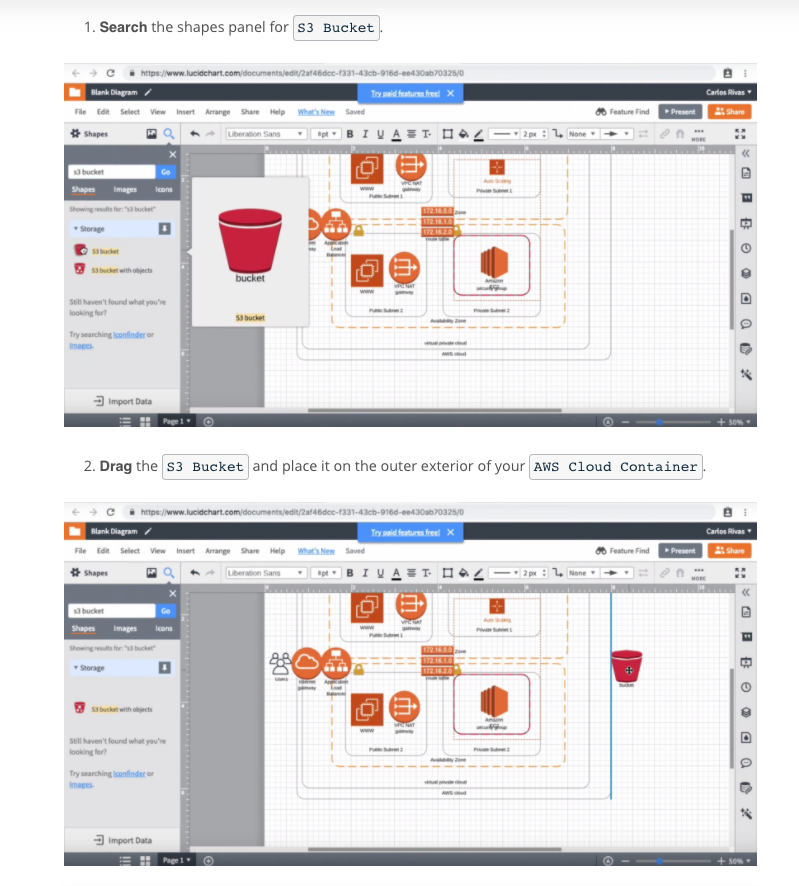 1. Search the shapes panel for S3 Bucket.
https://www.lucidchart.com/documents/edit/2af46dcc-f331-43cb-916d-ee430ab70325/0
Blank Diagram
Try paid features free! X
Carlos Rivas ▾
File Edit Select View Insert Arrange Share Help What's New Saved
Feature Find
Present
Share
Shapes
Liberation Sans
6pt
B I U A T
2 px
None
MORE
s3 bucket
Go
Shapes Images Icons
Showing results for: "s3 bucket"
Storage
S3 bucket
S3 bucket with objects
Still haven't found what you're
looking for?
Try searching Iconfinder or
Images.
Import Data
bucket
S3 bucket
WWW
VPC NAT
gateway
Public Subnet 1
Auto Scaling
Private Subnet 1
172.16.0.0
172.16.1.0
172.16.2.0
route table
Zone
Application
Load
Balancer
WWW
VPC NAT
gateway
Public Subnet 2
Amazon
security group
Private Subnet 2
Availability Zone
virtual private cloud
AWS cloud
Page 1
50%
2. Drag the S3 Bucket and place it on the outer exterior of your AWS Cloud Container.
https://www.lucidchart.com/documents/edit/2af46dcc-f331-43cb-916d-ee430ab70325/0
Blank Diagram
Try paid features free! X
Carlos Rivas ▾
File Edit Select View Insert Arrange Share Help What's New Saved
Feature Find
Present
Share
Shapes
Liberation Sans
6pt
B I U A T
2 px
None
MORE
s3 bucket
Go
Shapes Images Icons
Showing results for: "s3 bucket"
Storage
S3 bucket with objects
Still haven't found what you're
looking for?
Try searching Iconfinder or
Images.
Import Data
WWW
VPC NAT
gateway
Public Subnet 1
Auto Scaling
Private Subnet 1
172.16.0.0
172.16.1.0
172.16.2.0
route table
Zone
Users
Internet
gateway
Application
Load
Balancer
bucket
WWW
VPC NAT
gateway
Public Subnet 2
Amazon
security group
Private Subnet 2
Availability Zone
virtual private cloud
AWS cloud
Page 1
50%